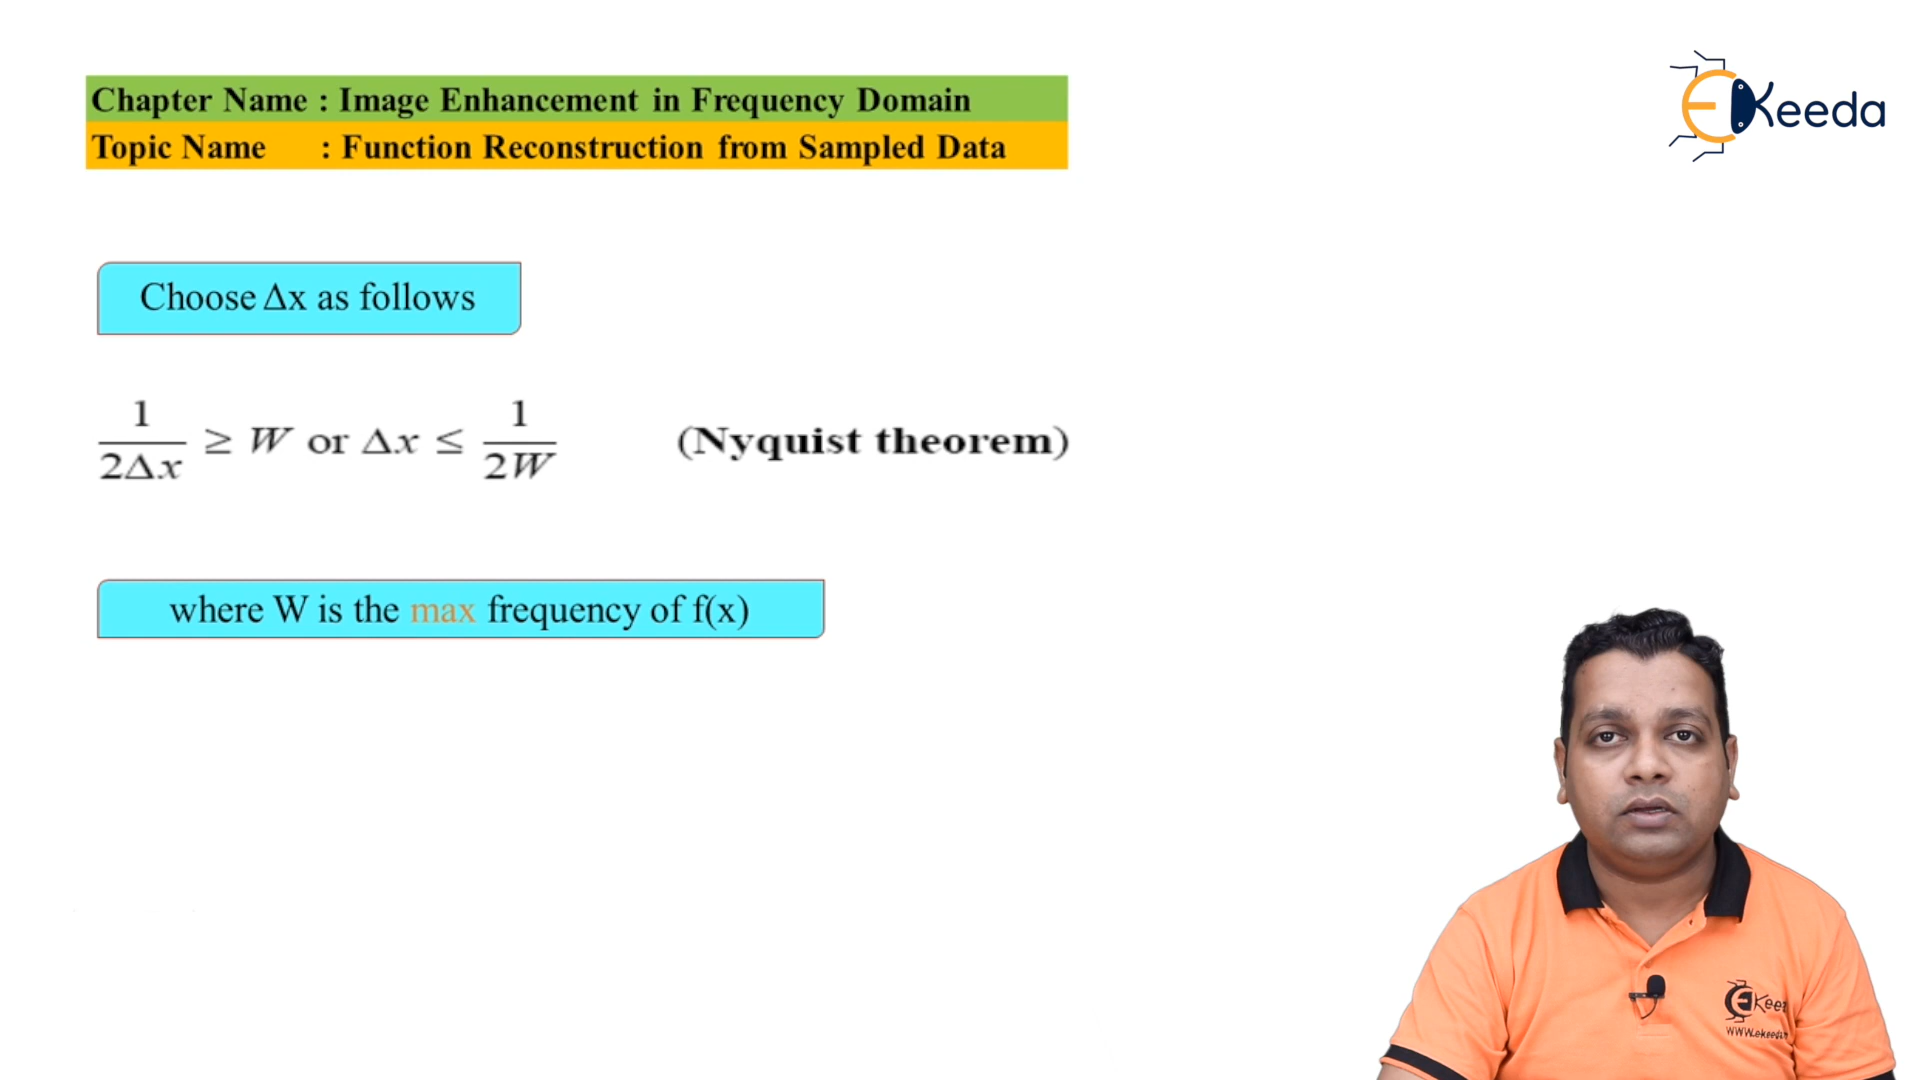 Chapter Name : Image Enhancement in Frequency Domain
Topic Name : Function Reconstruction from Sampled Data
EKeeda
Choose Δx as follows
1/(2Δx) ≥ W or Δx ≤ 1/(2W) (Nyquist theorem)
where W is the max frequency of f(x)